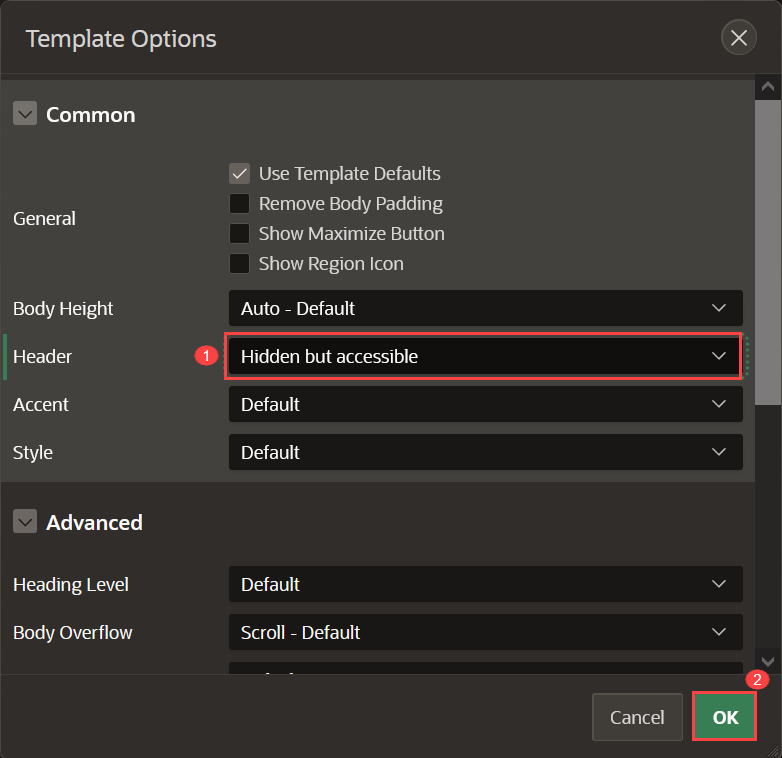 Template Options
Common
General
Use Template Defaults
Remove Body Padding
Show Maximize Button
Show Region Icon
Body Height
Auto - Default
Header
1
Hidden but accessible
Accent
Default
Style
Default
Advanced
Heading Level
Default
Body Overflow
Scroll - Default
2
Cancel
OK